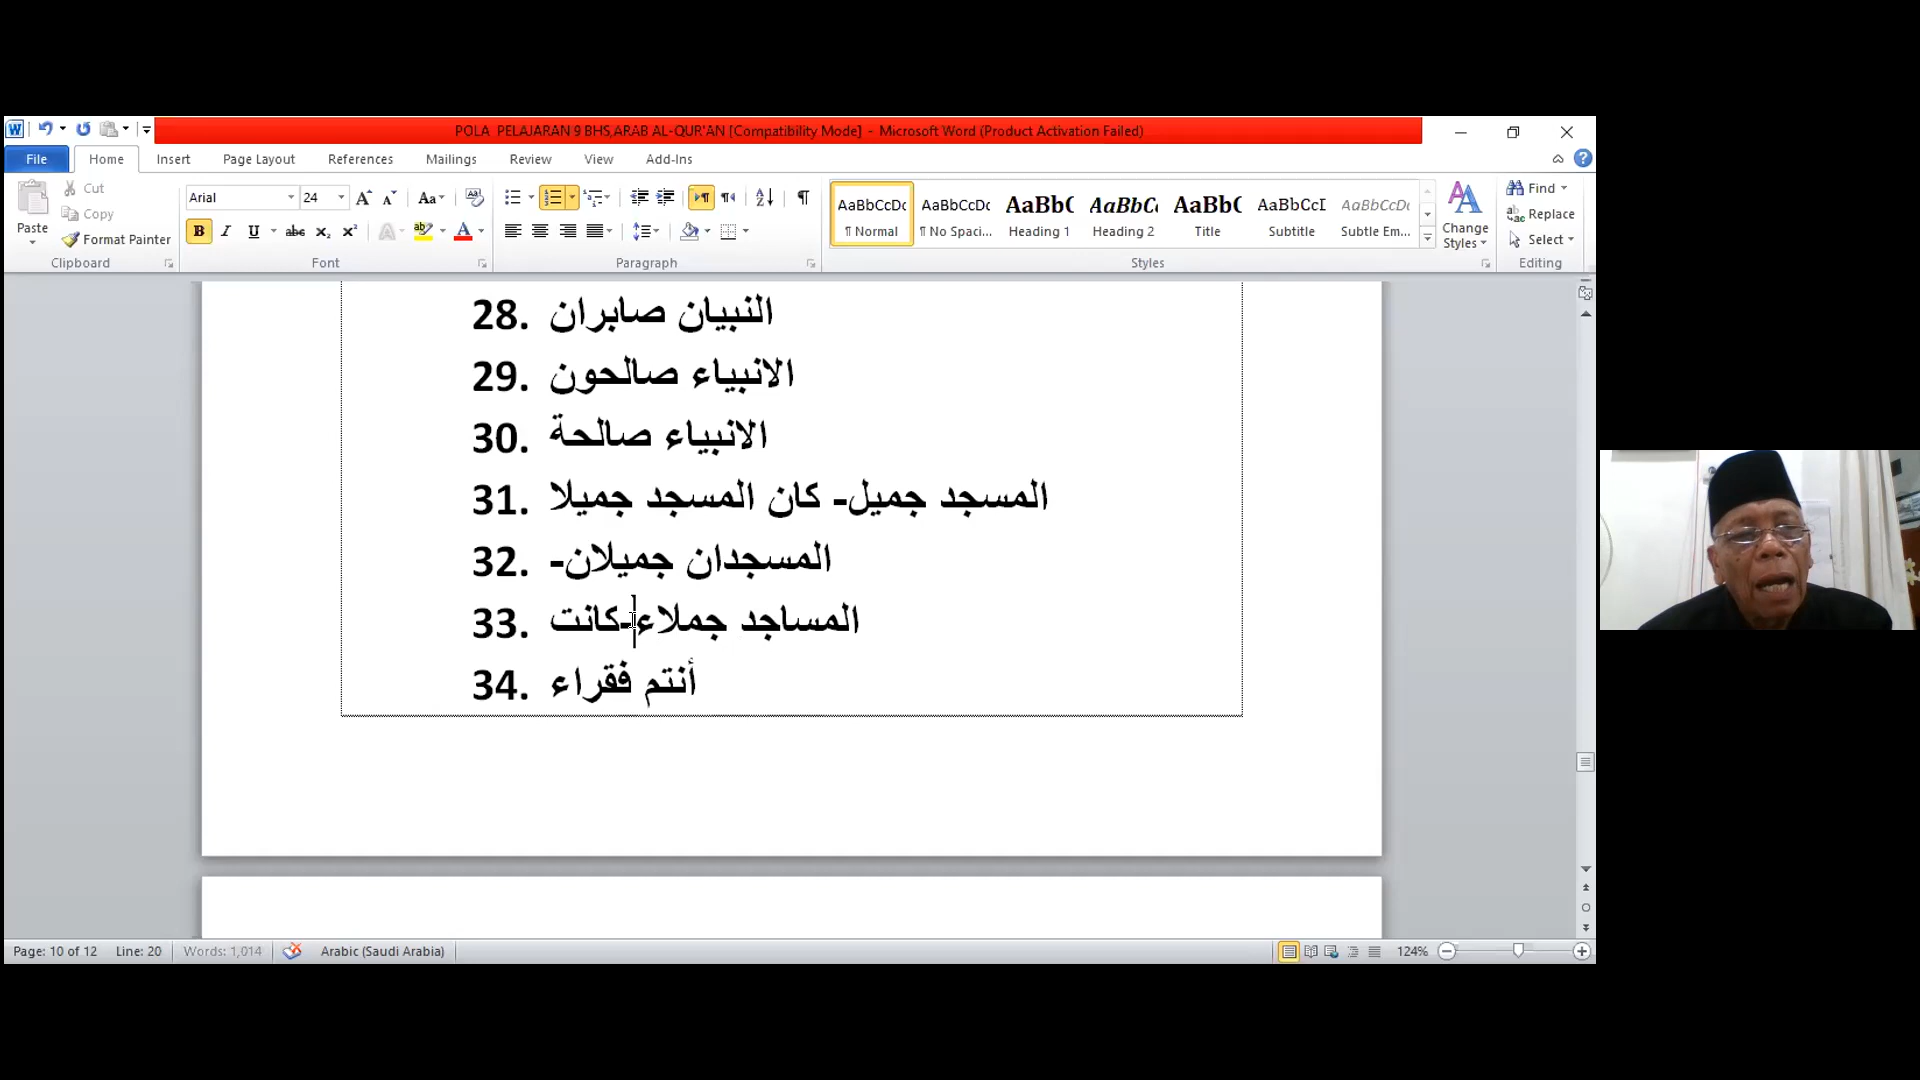 POLA PELAJARAN 9 BHS,ARAB AL-QUR'AN [Compatibility Mode] - Microsoft Word (Product Activation Failed)
File Home Insert Page Layout References Mailings Review View Add-Ins
Paste
Cut
Copy
Format Painter
Clipboard
Arial 24
Font
Paragraph
AaBbCcDc AaBbCcDc AaBbC AaBbC AaBbC AaBbCcI AaBbCcDc
¶ Normal ¶ No Spaci... Heading 1 Heading 2 Title Subtitle Subtle Em...
Change Styles
Styles
Find
Replace
Select
Editing
28. النبيان صابران
29. الانبياء صالحون
30. الانبياء صالحة
31. المسجد جميل- كان المسجد جميلا
32. المسجدان جميلان-
33. المساجد جملاء-كانت
34. أنتم فقراء
Page: 10 of 12 Line: 20 Words: 1,014 Arabic (Saudi Arabia) 124%